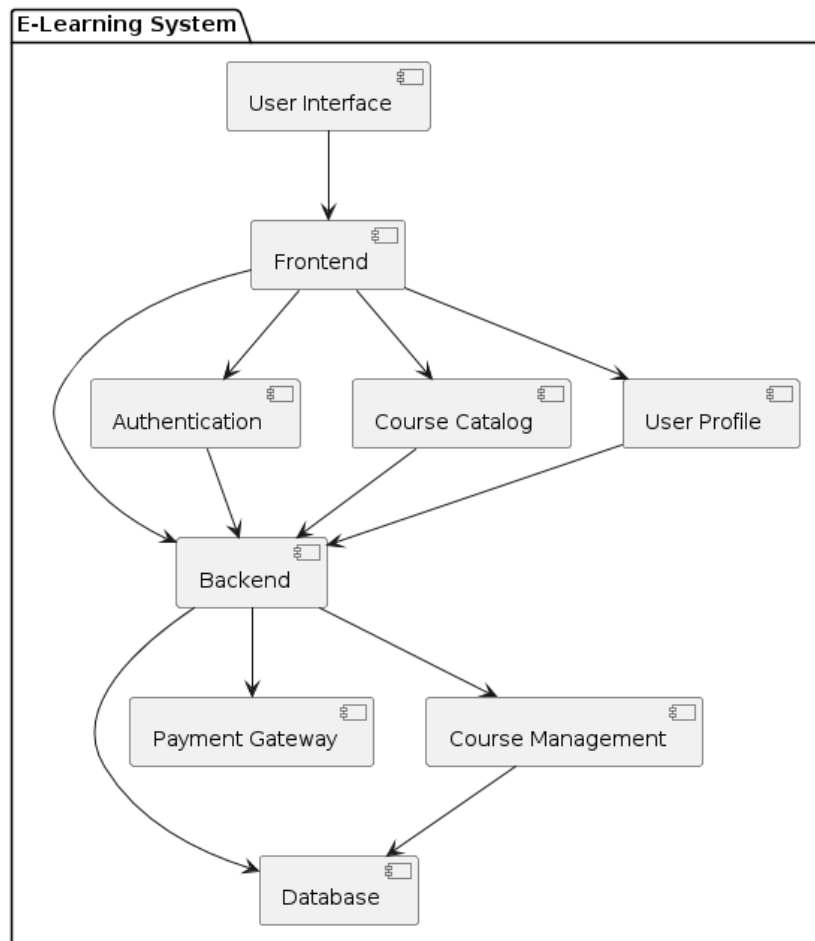 E-Learning System
User Interface
Frontend
Authentication
Course Catalog
User Profile
Backend
Payment Gateway
Course Management
Database